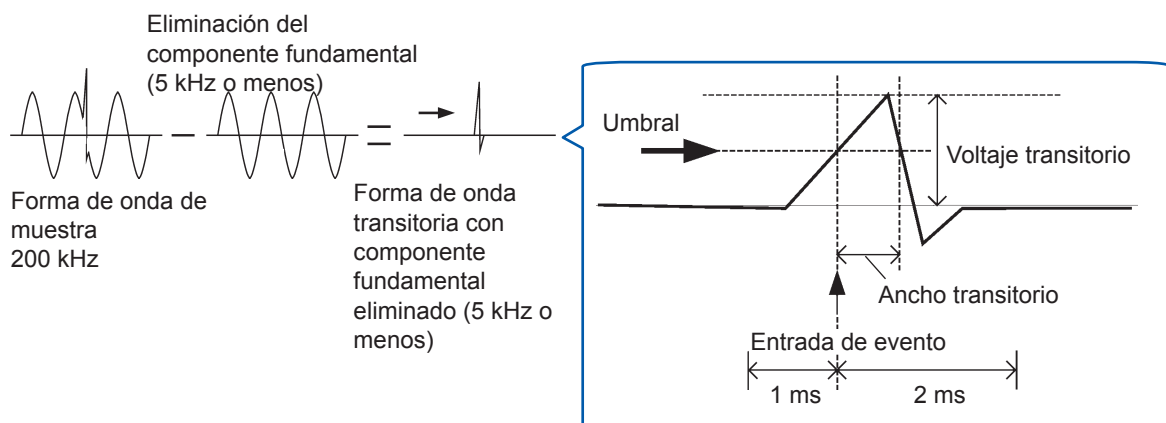 Eliminación del
componente fundamental
(5 kHz o menos)
Forma de onda de
muestra
200 kHz
Forma de onda
transitoria con
componente
fundamental
eliminado (5 kHz o
menos)
Umbral
Voltaje transitorio
Ancho transitorio
Entrada de evento
1 ms
2 ms